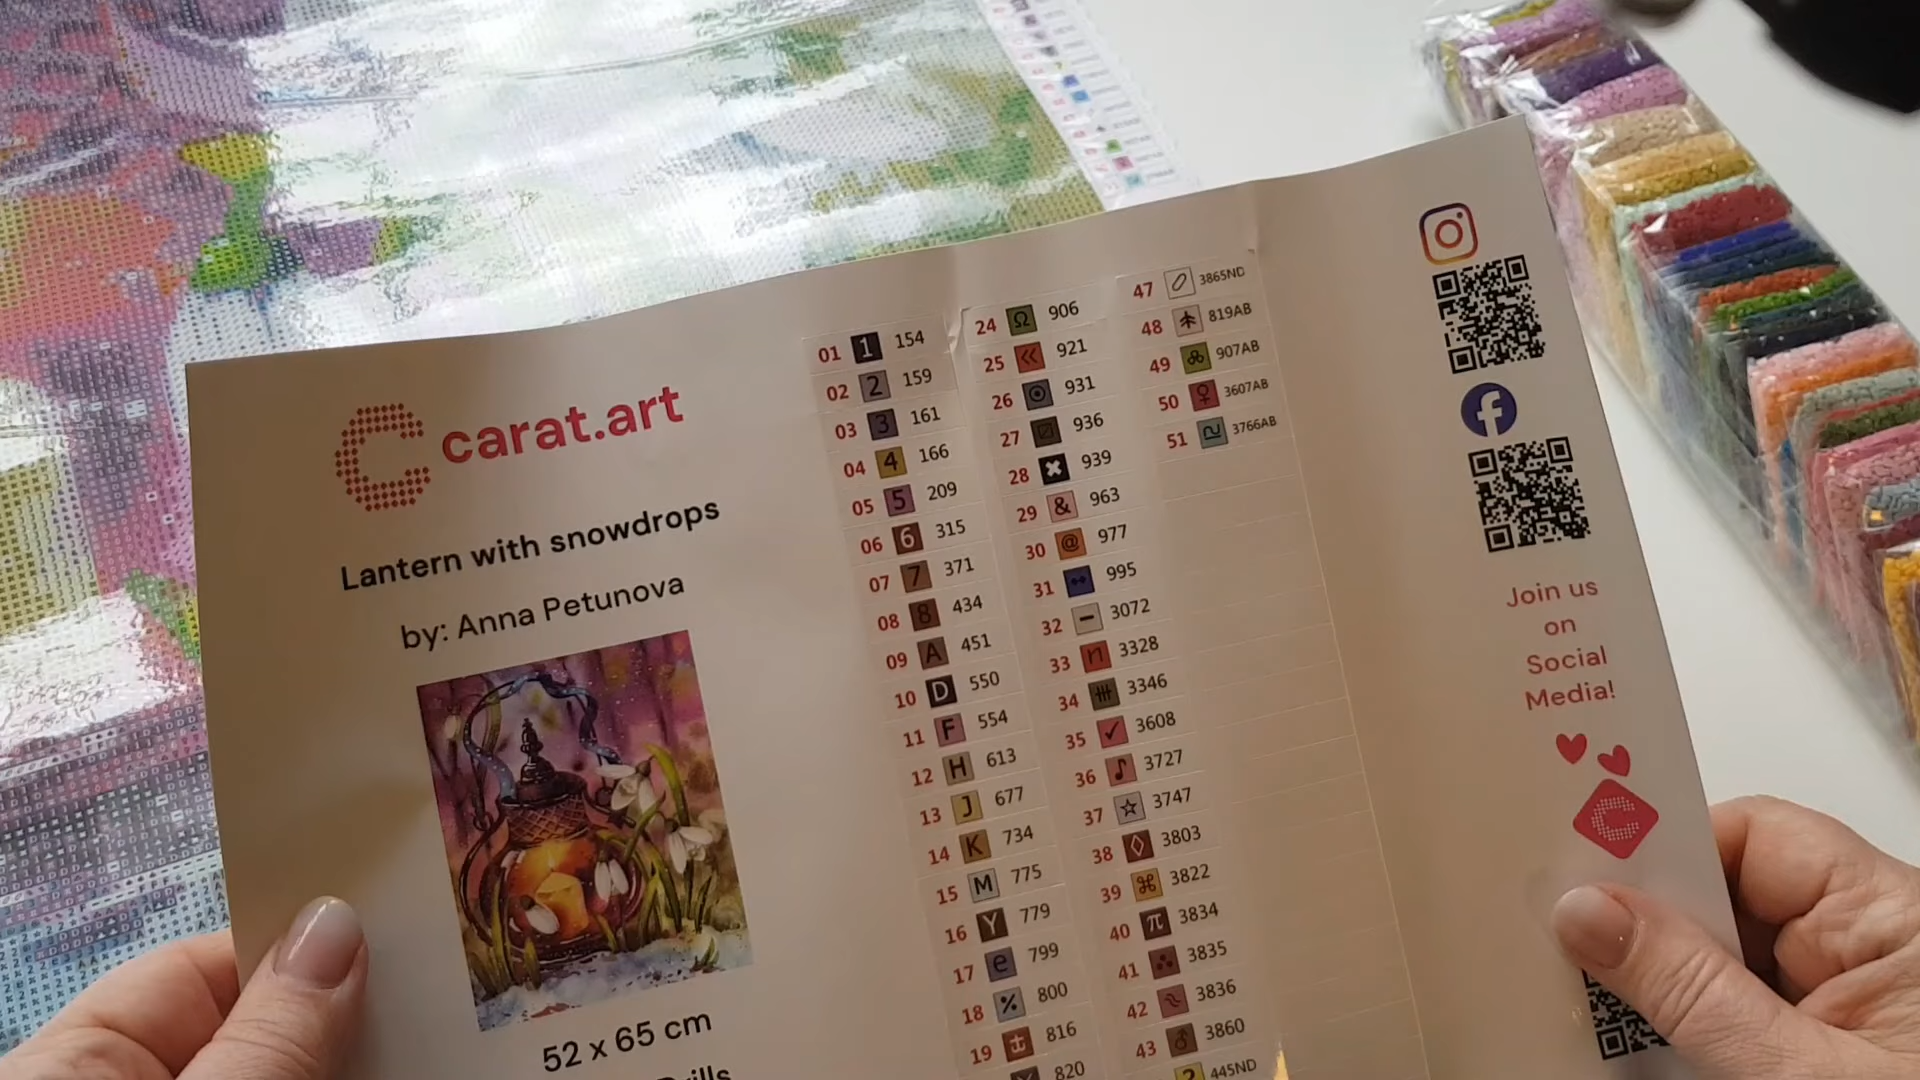 carat.art
Lantern with snowdrops
by: Anna Petunova
52 x 65 cm
01 1 154
02 2 159
03 3 161
04 4 166
05 5 209
06 6 315
07 7 371
08 8 434
09 A 451
10 D 550
11 F 554
12 H 613
13 J 677
14 K 734
15 M 775
16 Y 779
17 e 799
18 % 800
19 816
820
24 Ω 906
25 « 921
26 931
27 936
28 939
29 & 963
30 @ 977
31 ↔ 995
32 − 3072
33 n 3328
34 3346
35 ✓ 3608
36 ♪ 3727
37 ☆ 3747
38 ◊ 3803
39 ⌘ 3822
40 π 3834
41 ∴ 3835
42 3836
43 ♂ 3860
2 445ND
47 3865ND
48 819AB
49 907AB
50 ♀ 3607AB
51 3766AB
Join us
on
Social
Media!